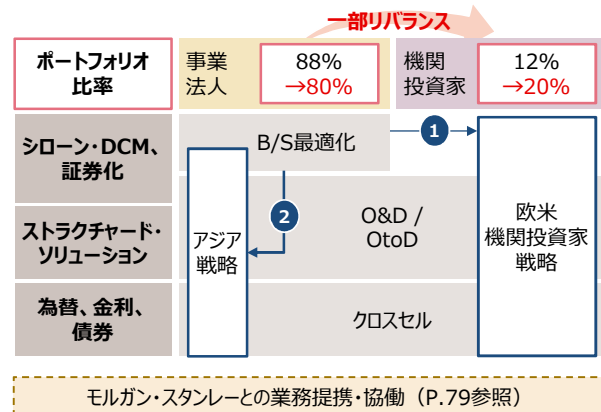 一部リバランス
ポートフォリオ
比率
事業
法人
88%
→80%
機関
投資家
12%
→20%
シローン・DCM、
証券化
B/S最適化
1
2
ストラクチャード・
ソリューション
アジア
戦略
O&D /
OtoD
欧米
機関投資家
戦略
為替、金利、
債券
クロスセル
モルガン・スタンレーとの業務提携・協働（P.79参照）